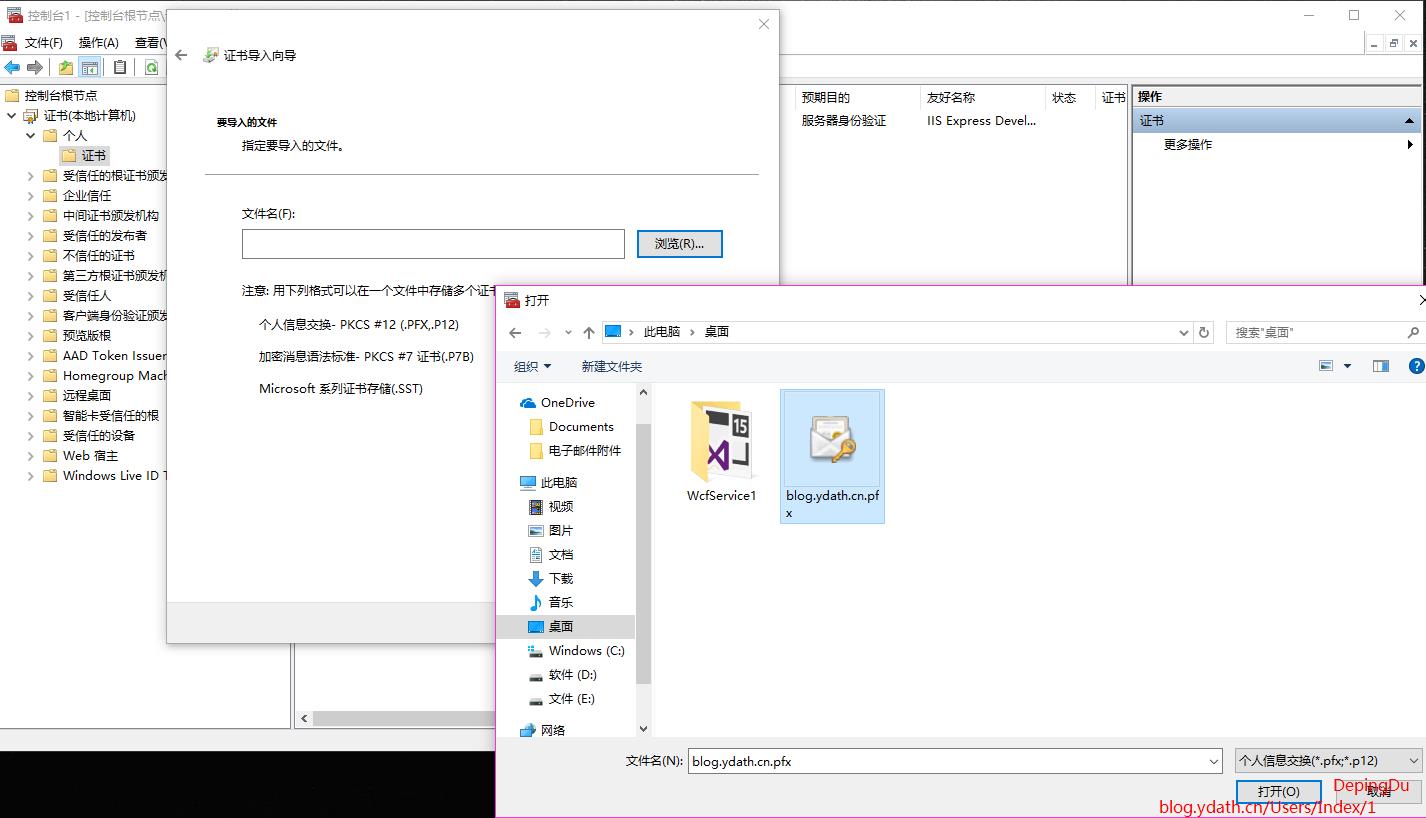 控制台1 - [控制台根节点\
文件(F) 操作(A) 查看(V
控制台根节点
证书(本地计算机)
个人
证书
受信任的根证书颁发
企业信任
中间证书颁发机构
受信任的发布者
不信任的证书
第三方根证书颁发机
受信任人
客户端身份验证颁发
预览版根
AAD Token Issuer
Homegroup Mach
远程桌面
智能卡受信任的根
受信任的设备
Web 宿主
Windows Live ID T
证书导入向导
要导入的文件
指定要导入的文件。
文件名(F):
浏览(R)...
注意: 用下列格式可以在一个文件中存储多个证书
个人信息交换- PKCS #12 (.PFX,.P12)
加密消息语法标准- PKCS #7 证书(.P7B)
Microsoft 系列证书存储(.SST)
预期目的 友好名称 状态 证书
服务器身份验证 IIS Express Devel...
操作
证书
更多操作
打开
此电脑 桌面
搜索"桌面"
组织 新建文件夹
OneDrive
Documents
电子邮件附件
此电脑
视频
图片
文档
下载
音乐
桌面
Windows (C:)
软件 (D:)
文件 (E:)
网络
15
WcfService1
blog.ydath.cn.pf
x
文件名(N): blog.ydath.cn.pfx 个人信息交换(*.pfx;*.p12)
打开(O) 取消
DepingDu
blog.ydath.cn/Users/Index/1